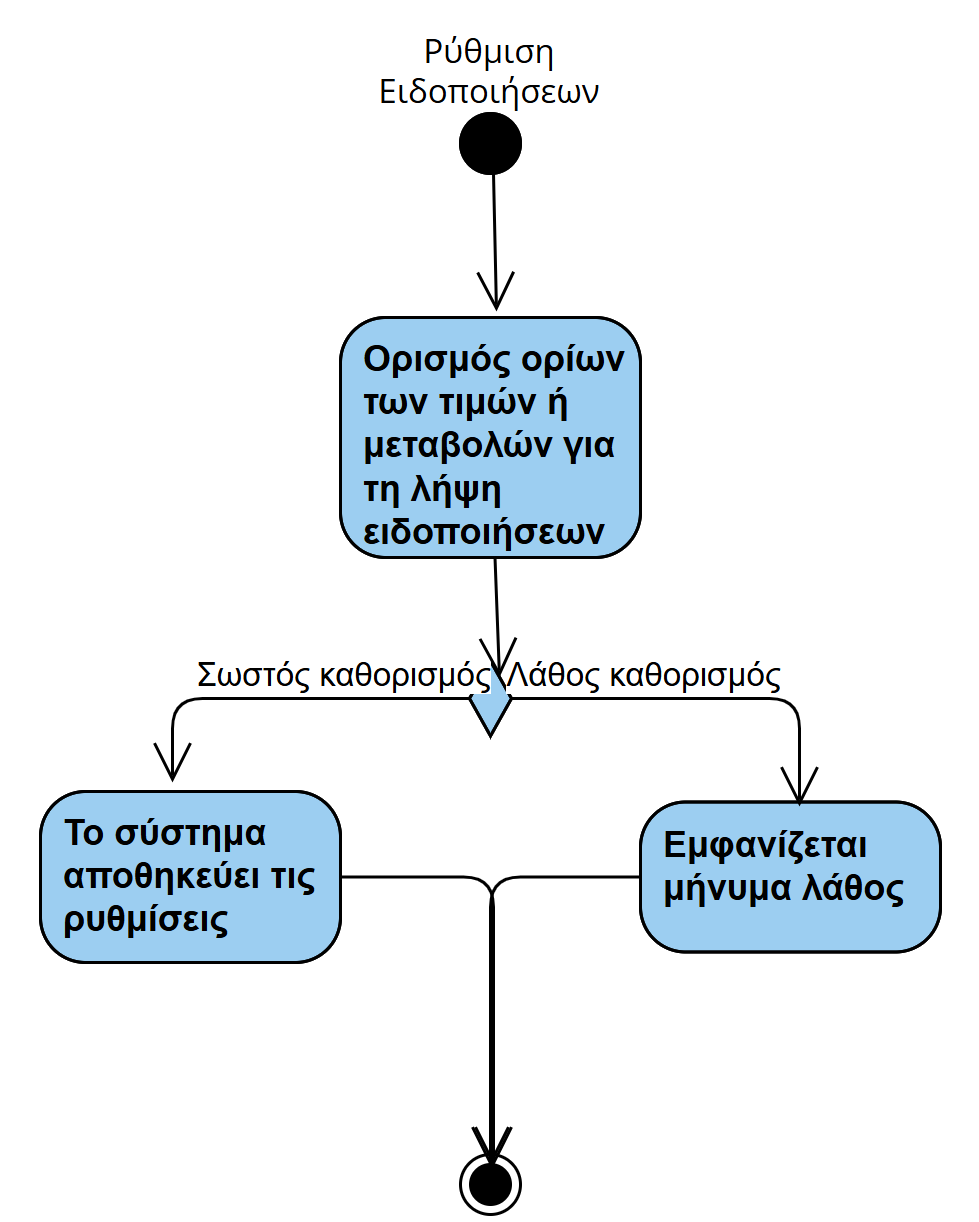 Ρύθμιση
Ειδοποιήσεων
Ορισμός ορίων
των τιμών ή
μεταβολών για
τη λήψη
ειδοποιήσεων
Σωστός καθορισμός
Λάθος καθορισμός
Το σύστημα
αποθηκεύει τις
ρυθμίσεις
Εμφανίζεται
μήνυμα λάθος